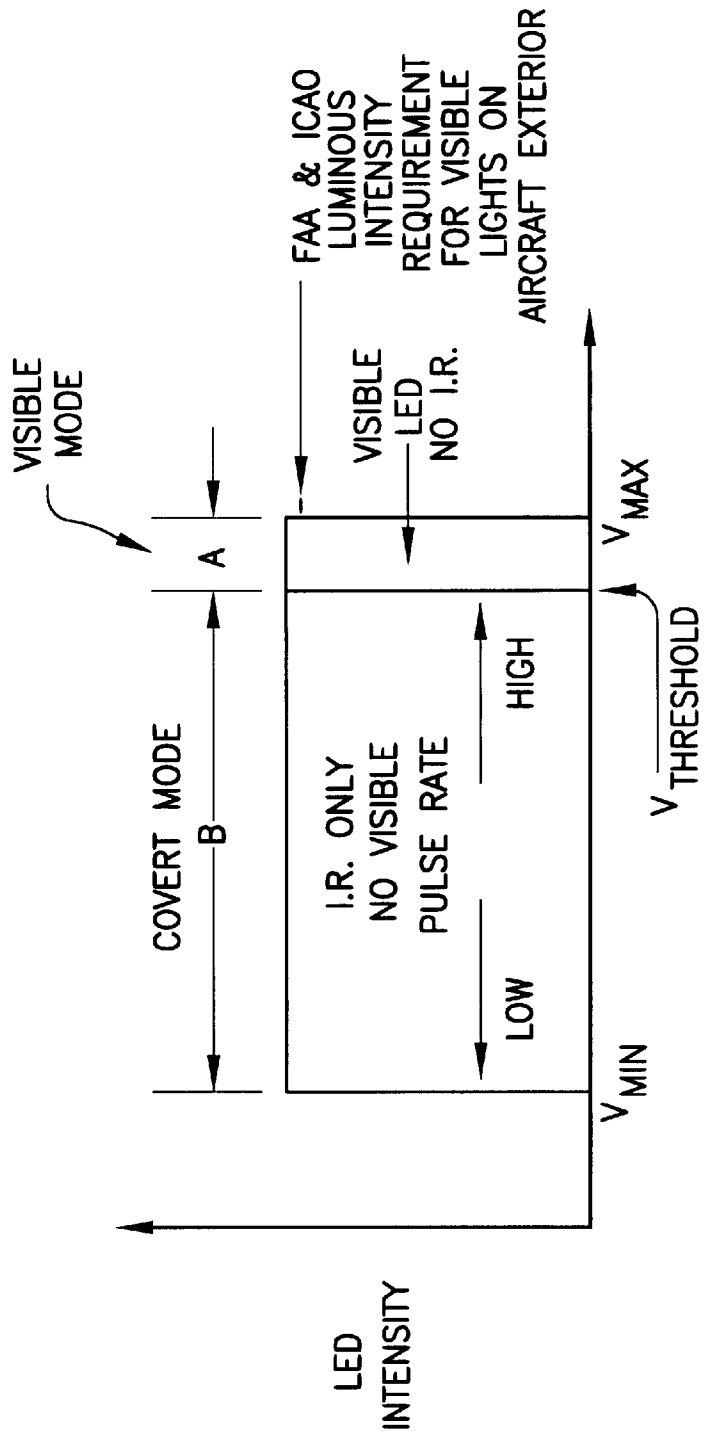 VISIBLE
MODE
COVERT MODE
B
A
FAA & ICAO
LUMINOUS
INTENSITY
REQUIREMENT
FOR VISIBLE
LIGHTS ON
AIRCRAFT EXTERIOR
VISIBLE
LED
NO I.R.
I.R. ONLY
NO VISIBLE
PULSE RATE
LOW
HIGH
LED
INTENSITY
V MIN
V THRESHOLD
V MAX